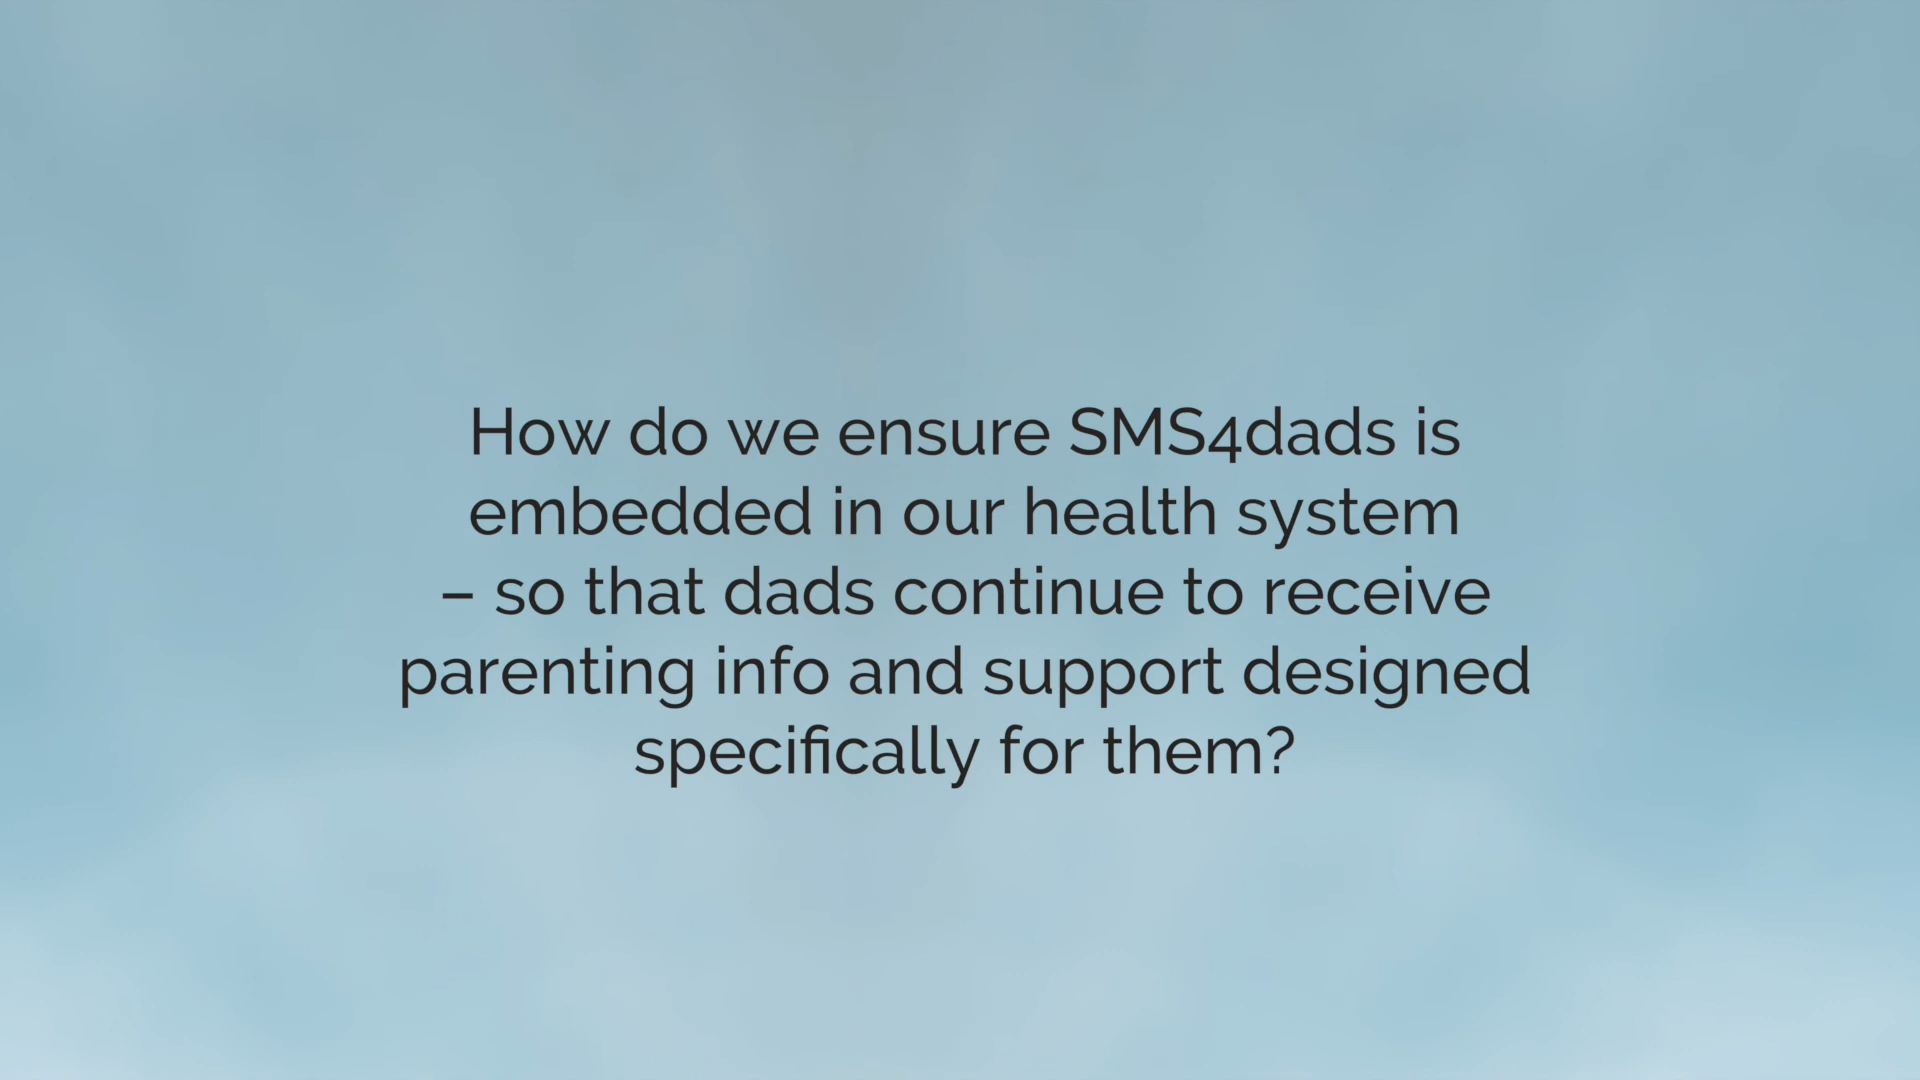 How do we ensure SMS4dads is
embedded in our health system
– so that dads continue to receive
parenting info and support designed
specifically for them?